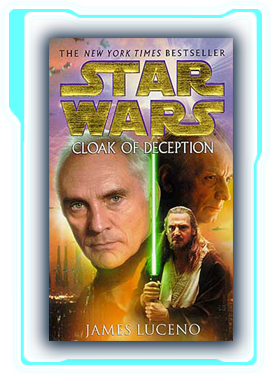 THE NEW YORK TIMES BESTSELLER
STAR
WARS
CLOAK OF DECEPTION
JAMES LUCENO